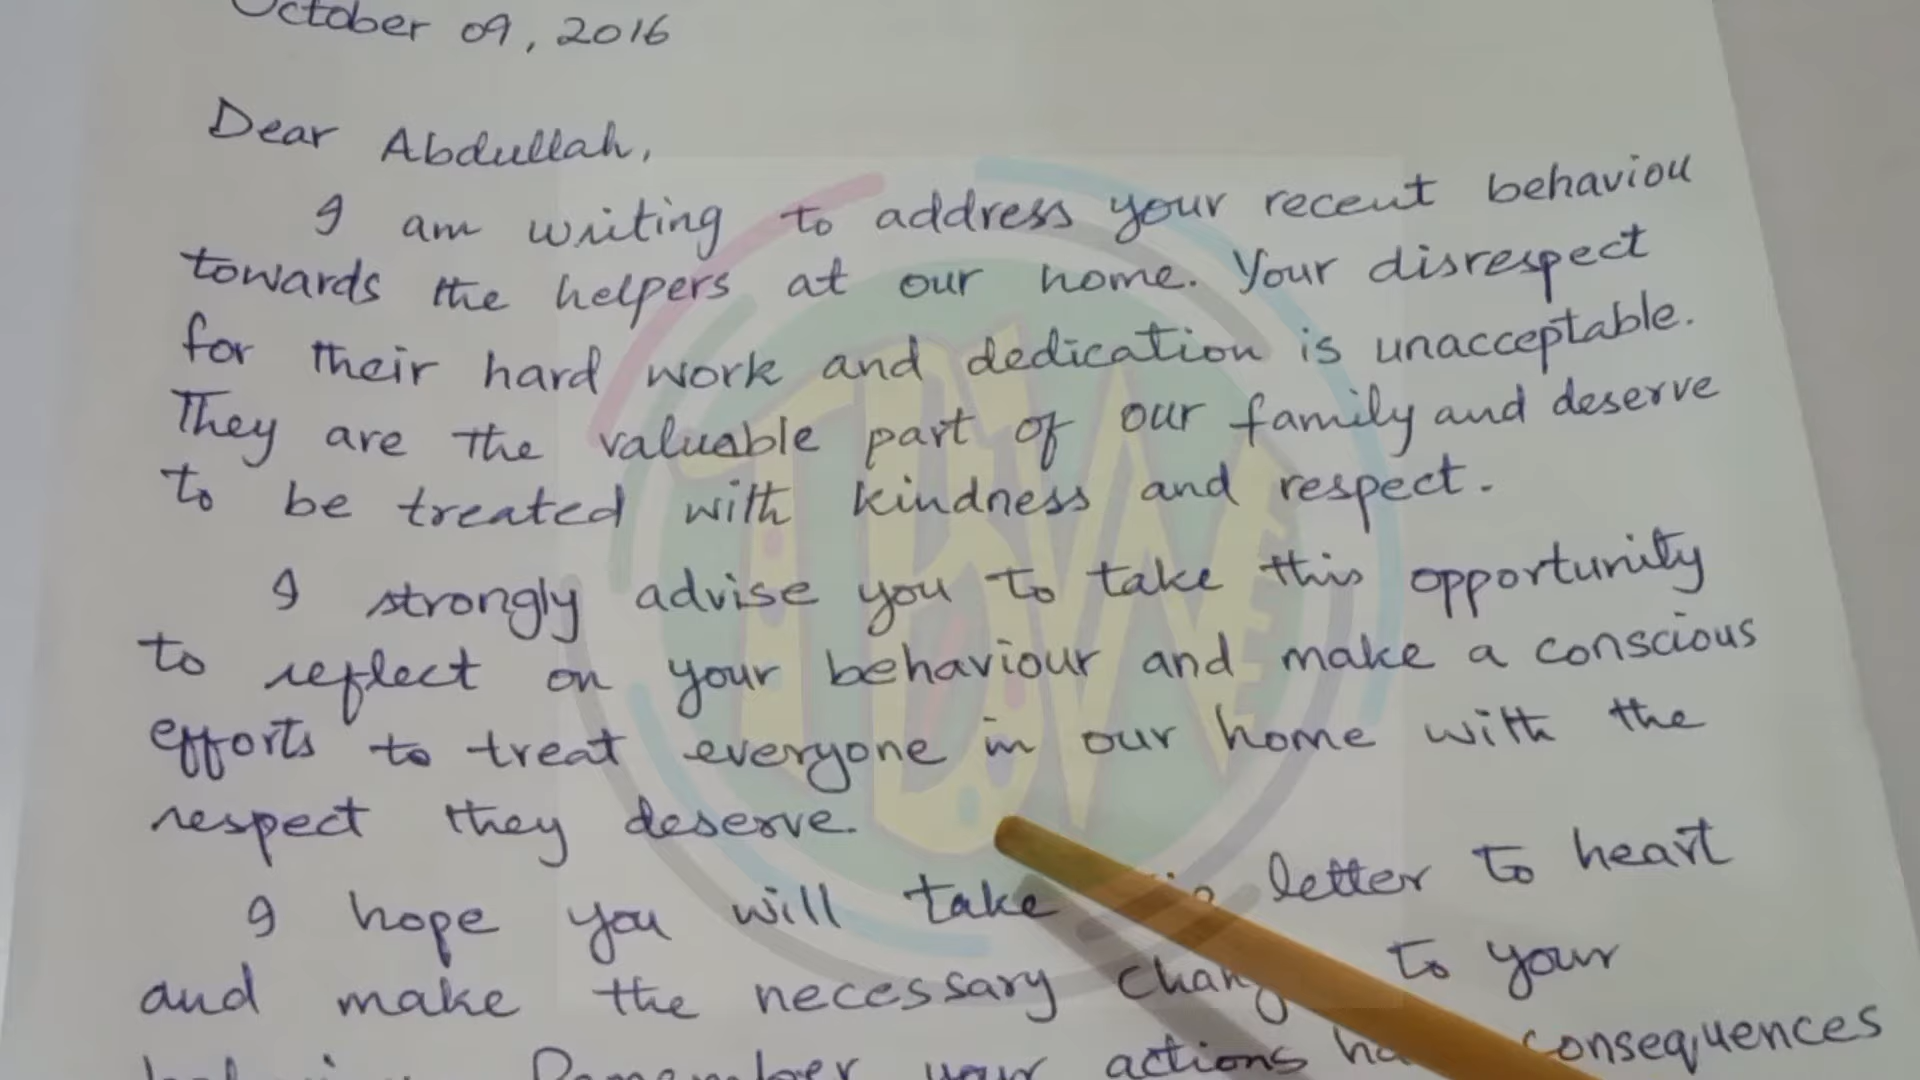 October 09, 2016
Dear Abdullah,
I am writing to address your recent behaviou
towards the helpers at our home. Your disrespect
for their hard work and dedication is unacceptable.
They are the valuable part of our family and deserve
to be treated with kindness and respect.
I strongly advise you to take this opportunity
to reflect on your behaviour and make a conscious
efforts to treat everyone in our home with the
respect they deserve.
I hope you will take letter to heart
and make the necessary to your
Remember your actions consequences
TBW